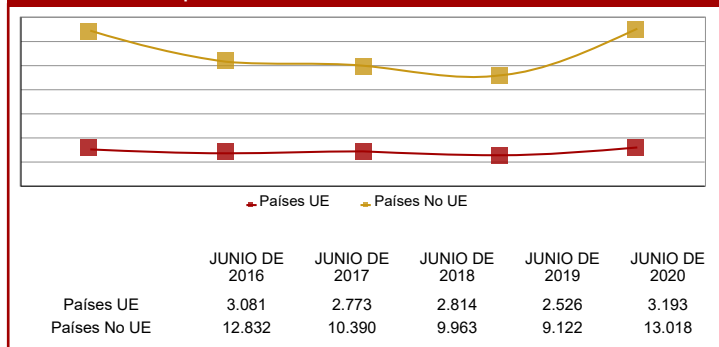 Países UE Países No UE
JUNIO DE 2016 JUNIO DE 2017 JUNIO DE 2018 JUNIO DE 2019 JUNIO DE 2020
Países UE 3.081 2.773 2.814 2.526 3.193
Países No UE 12.832 10.390 9.963 9.122 13.018